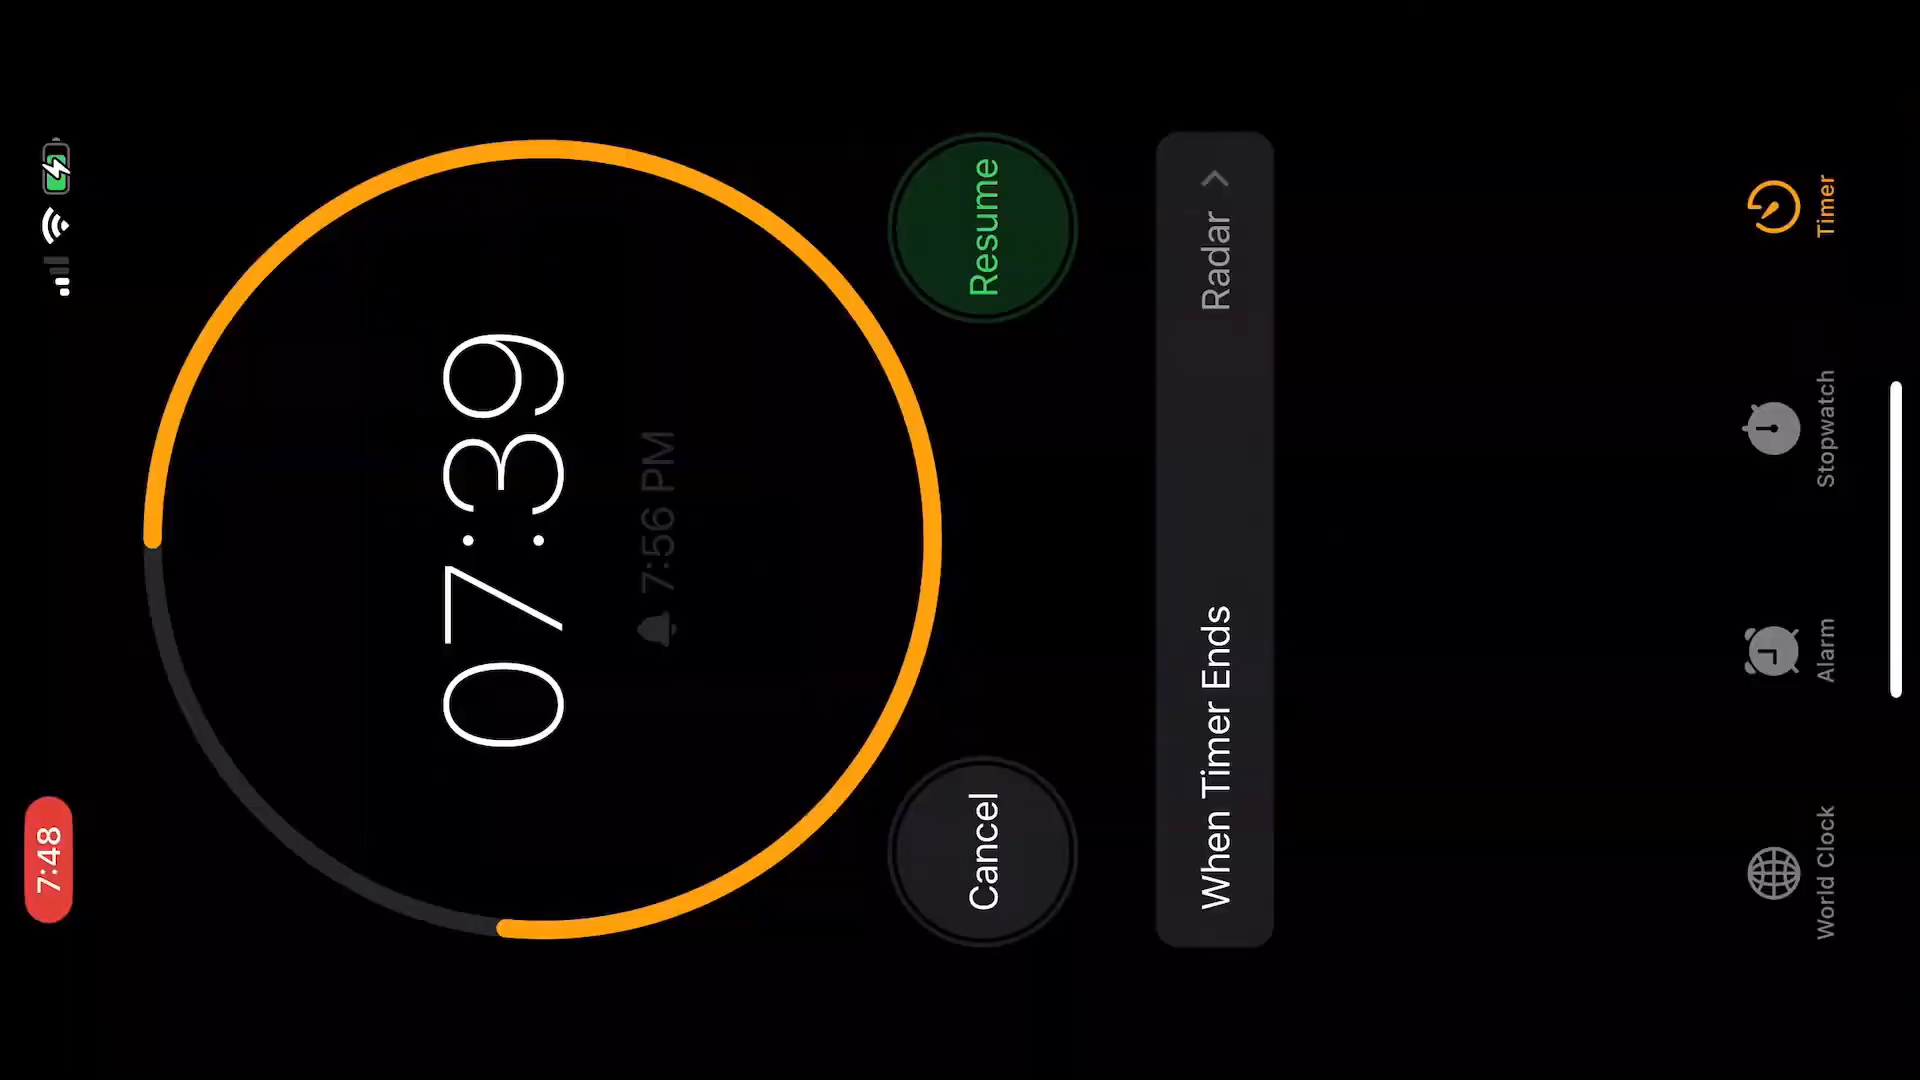 7:48
07:39
7:56 PM
Cancel
Resume
When Timer Ends
Radar
World Clock
Alarm
Stopwatch
Timer